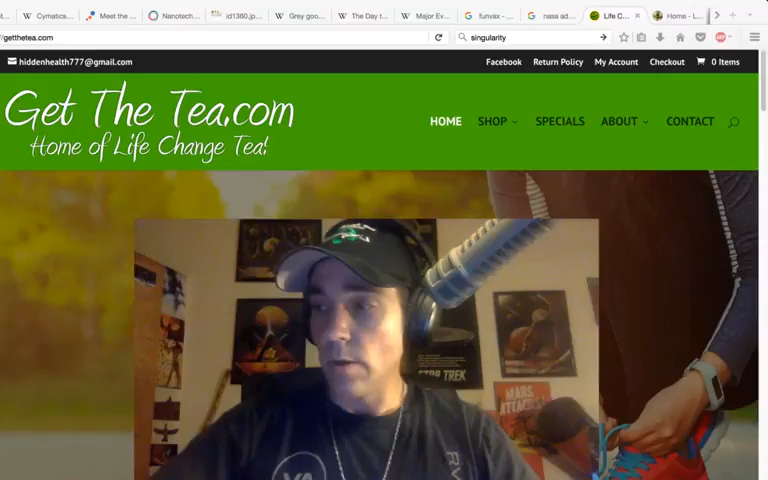 Cymatics... Meet the Nanotech... id1360.jp... Grey goo... The Day t Major Ev funvax -... nasa ad... Life C... Home - L...
/getthetea.com singularity ABP
hiddenhealth777@gmail.com Facebook Return Policy My Account Checkout 0 Items
Get The Tea.com
Home of Life Change Tea!
HOME SHOP SPECIALS ABOUT CONTACT
STAR TREK
MARS
ATTACKS
RV